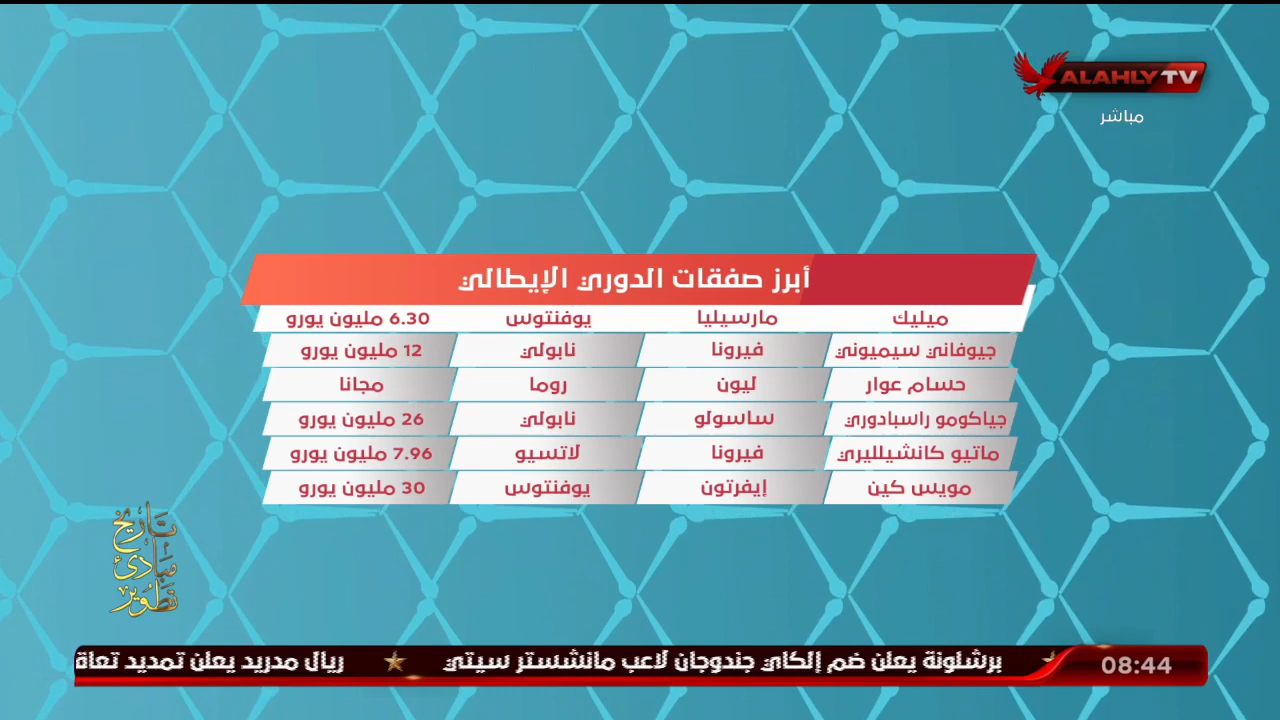 ALAHLY TV
مباشر
أبرز صفقات الدوري الإيطالي
ميليك مارسيليا يوفنتوس 6.30 مليون يورو
جيوفاني سيميوني فيرونا نابولي 12 مليون يورو
حسام عوار ليون روما مجانا
جياكومو راسبادوري ساسولو نابولي 26 مليون يورو
ماتيو كانشيلليري فيرونا لاتسيو 7.96 مليون يورو
مويس كين إيفرتون يوفنتوس 30 مليون يورو
تاريخ
مبادئ
تطوير
08:44 برشلونة يعلن ضم إلكاي جندوجان لاعب مانشستر سيتي ريال مدريد يعلن تمديد تعاق